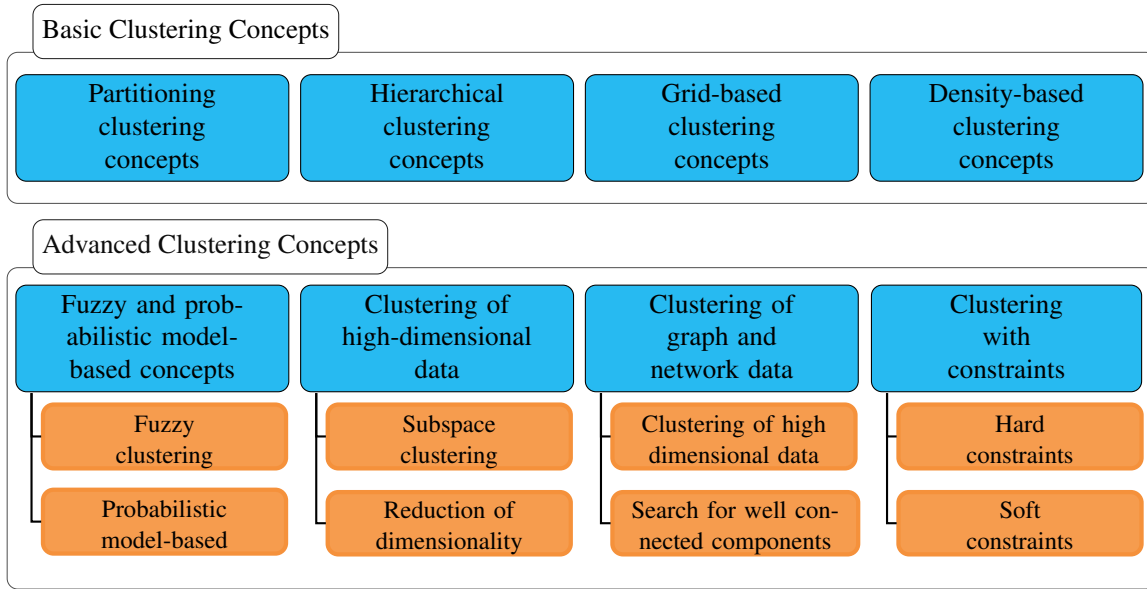 Basic Clustering Concepts
Partitioning
clustering
concepts
Hierarchical
clustering
concepts
Grid-based
clustering
concepts
Density-based
clustering
concepts
Advanced Clustering Concepts
Fuzzy and prob-
abilistic model-
based concepts
Fuzzy
clustering
Probabilistic
model-based
Clustering of
high-dimensional
data
Subspace
clustering
Reduction of
dimensionality
Clustering of
graph and
network data
Clustering of high
dimensional data
Search for well con-
nected components
Clustering
with
constraints
Hard
constraints
Soft
constraints